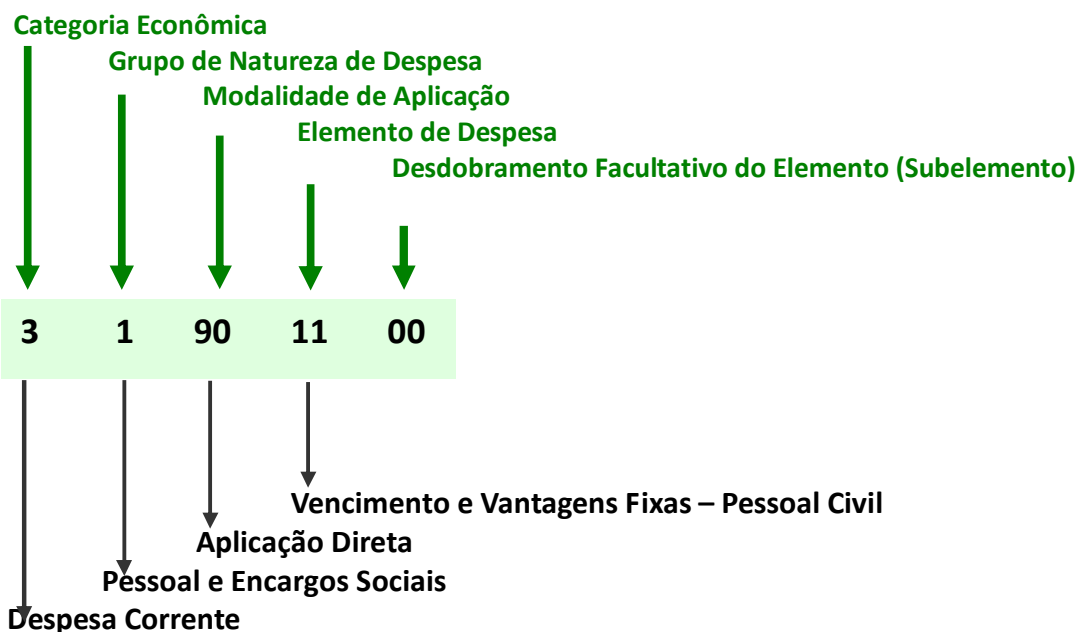 Categoria Econômica
Grupo de Natureza de Despesa
Modalidade de Aplicação
Elemento de Despesa
Desdobramento Facultativo do Elemento (Subelemento)
3 1 90 11 00
Vencimento e Vantagens Fixas – Pessoal Civil
Aplicação Direta
Pessoal e Encargos Sociais
Despesa Corrente